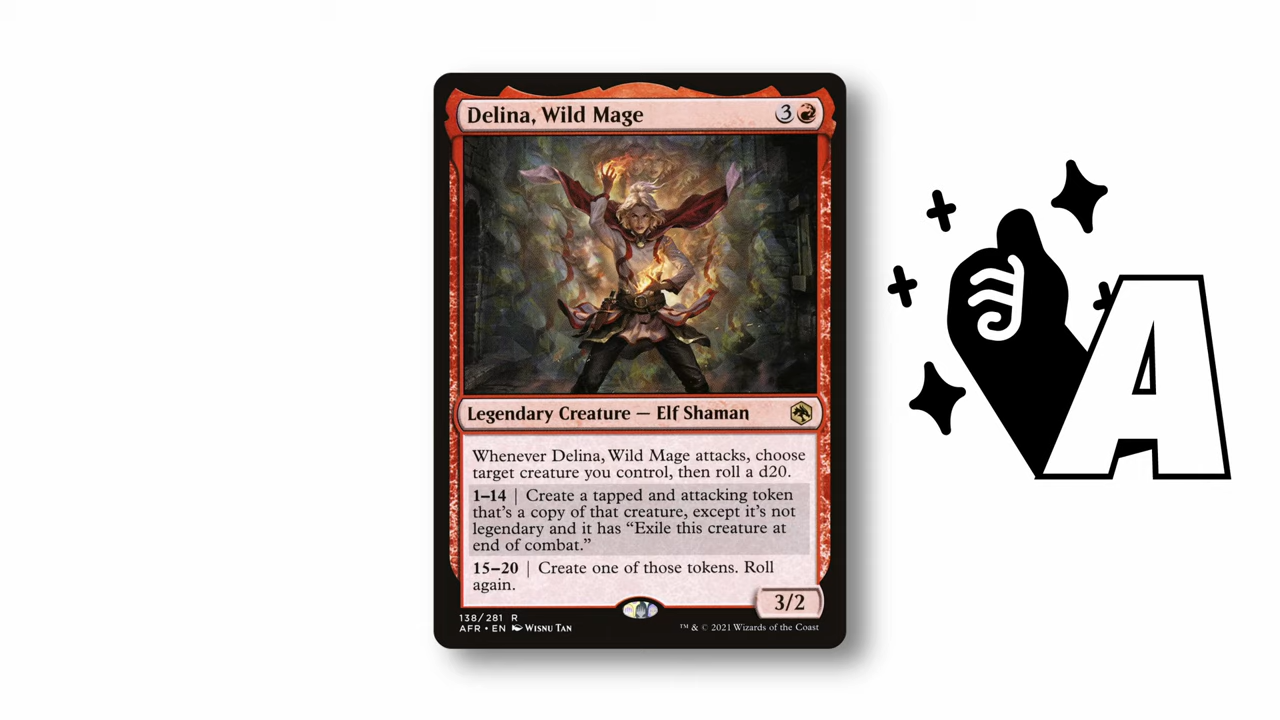 Delina, Wild Mage
3
Legendary Creature — Elf Shaman
Whenever Delina, Wild Mage attacks, choose
target creature you control, then roll a d20.
1–14 | Create a tapped and attacking token
that's a copy of that creature, except it's not
legendary and it has “Exile this creature at
end of combat.”
15–20 | Create one of those tokens. Roll
again.
3/2
138/281 R
AFR • EN Wisnu Tan
™ & © 2021 Wizards of the Coast
A